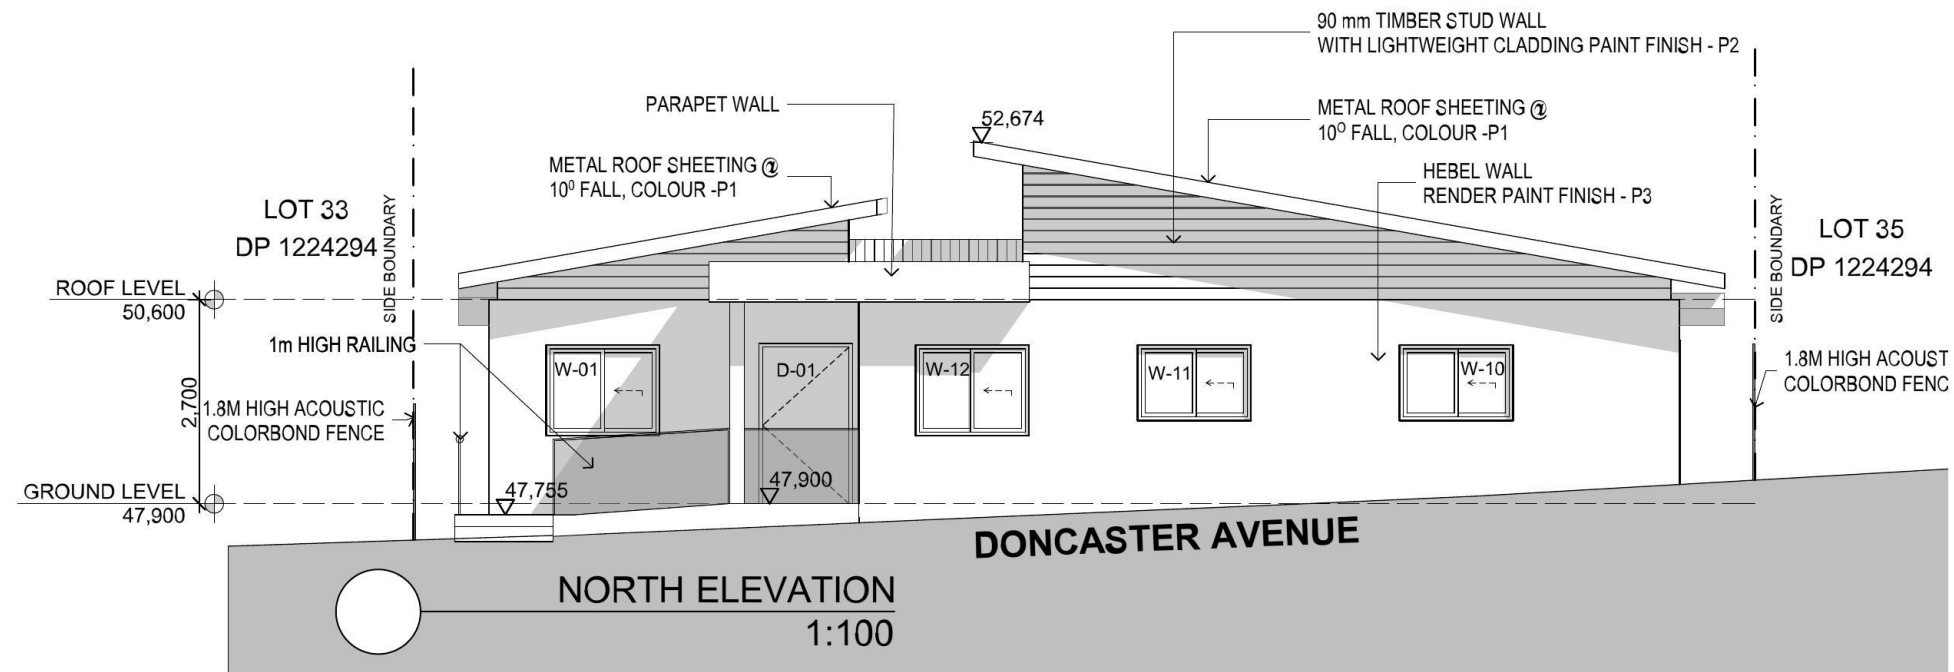 90 mm TIMBER STUD WALL
WITH LIGHTWEIGHT CLADDING PAINT FINISH - P2
PARAPET WALL
52,674
METAL ROOF SHEETING @
10⁰ FALL, COLOUR -P1
METAL ROOF SHEETING @
10⁰ FALL, COLOUR -P1
HEBEL WALL
RENDER PAINT FINISH - P3
LOT 33
DP 1224294
SIDE BOUNDARY
SIDE BOUNDARY
LOT 35
DP 1224294
ROOF LEVEL
50,600
1m HIGH RAILING
2,700
1.8M HIGH ACOUSTIC
COLORBOND FENCE
W-01
D-01
W-12
W-11
W-10
1.8M HIGH ACOUST
COLORBOND FENC
GROUND LEVEL
47,900
47,755
47,900
DONCASTER AVENUE
NORTH ELEVATION
1:100